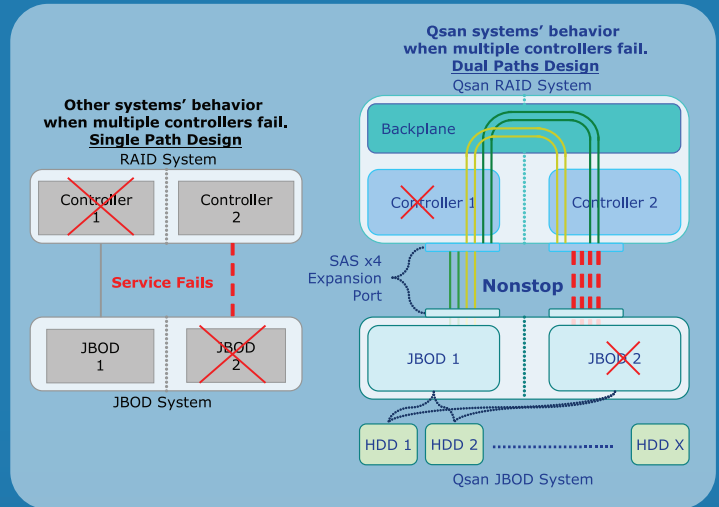 Other systems’ behavior
when multiple controllers fail.
Single Path Design
RAID System
Controller
1
Controller
2
Service Fails
JBOD
1
JBOD
2
JBOD System
Qsan systems’ behavior
when multiple controllers fail.
Dual Paths Design
Qsan RAID System
Backplane
Controller 1
Controller 2
SAS x4
Expansion
Port
Nonstop
JBOD 1
JBOD 2
HDD 1
HDD 2
HDD X
Qsan JBOD System